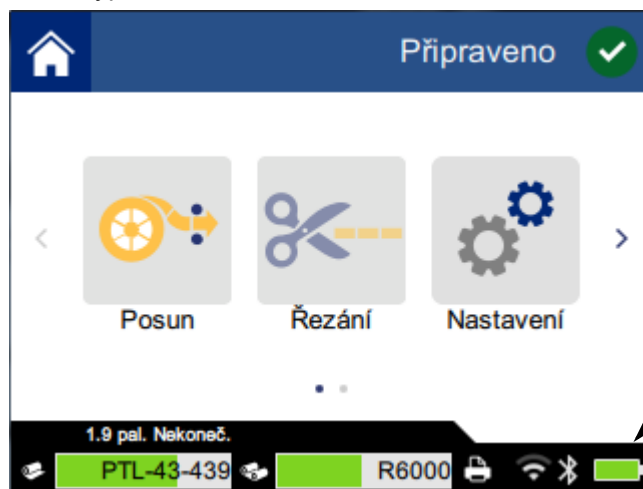 Připraveno
Posun
Řezání
Nastavení
1.9 pal. Nekoneč.
PTL-43-439
R6000